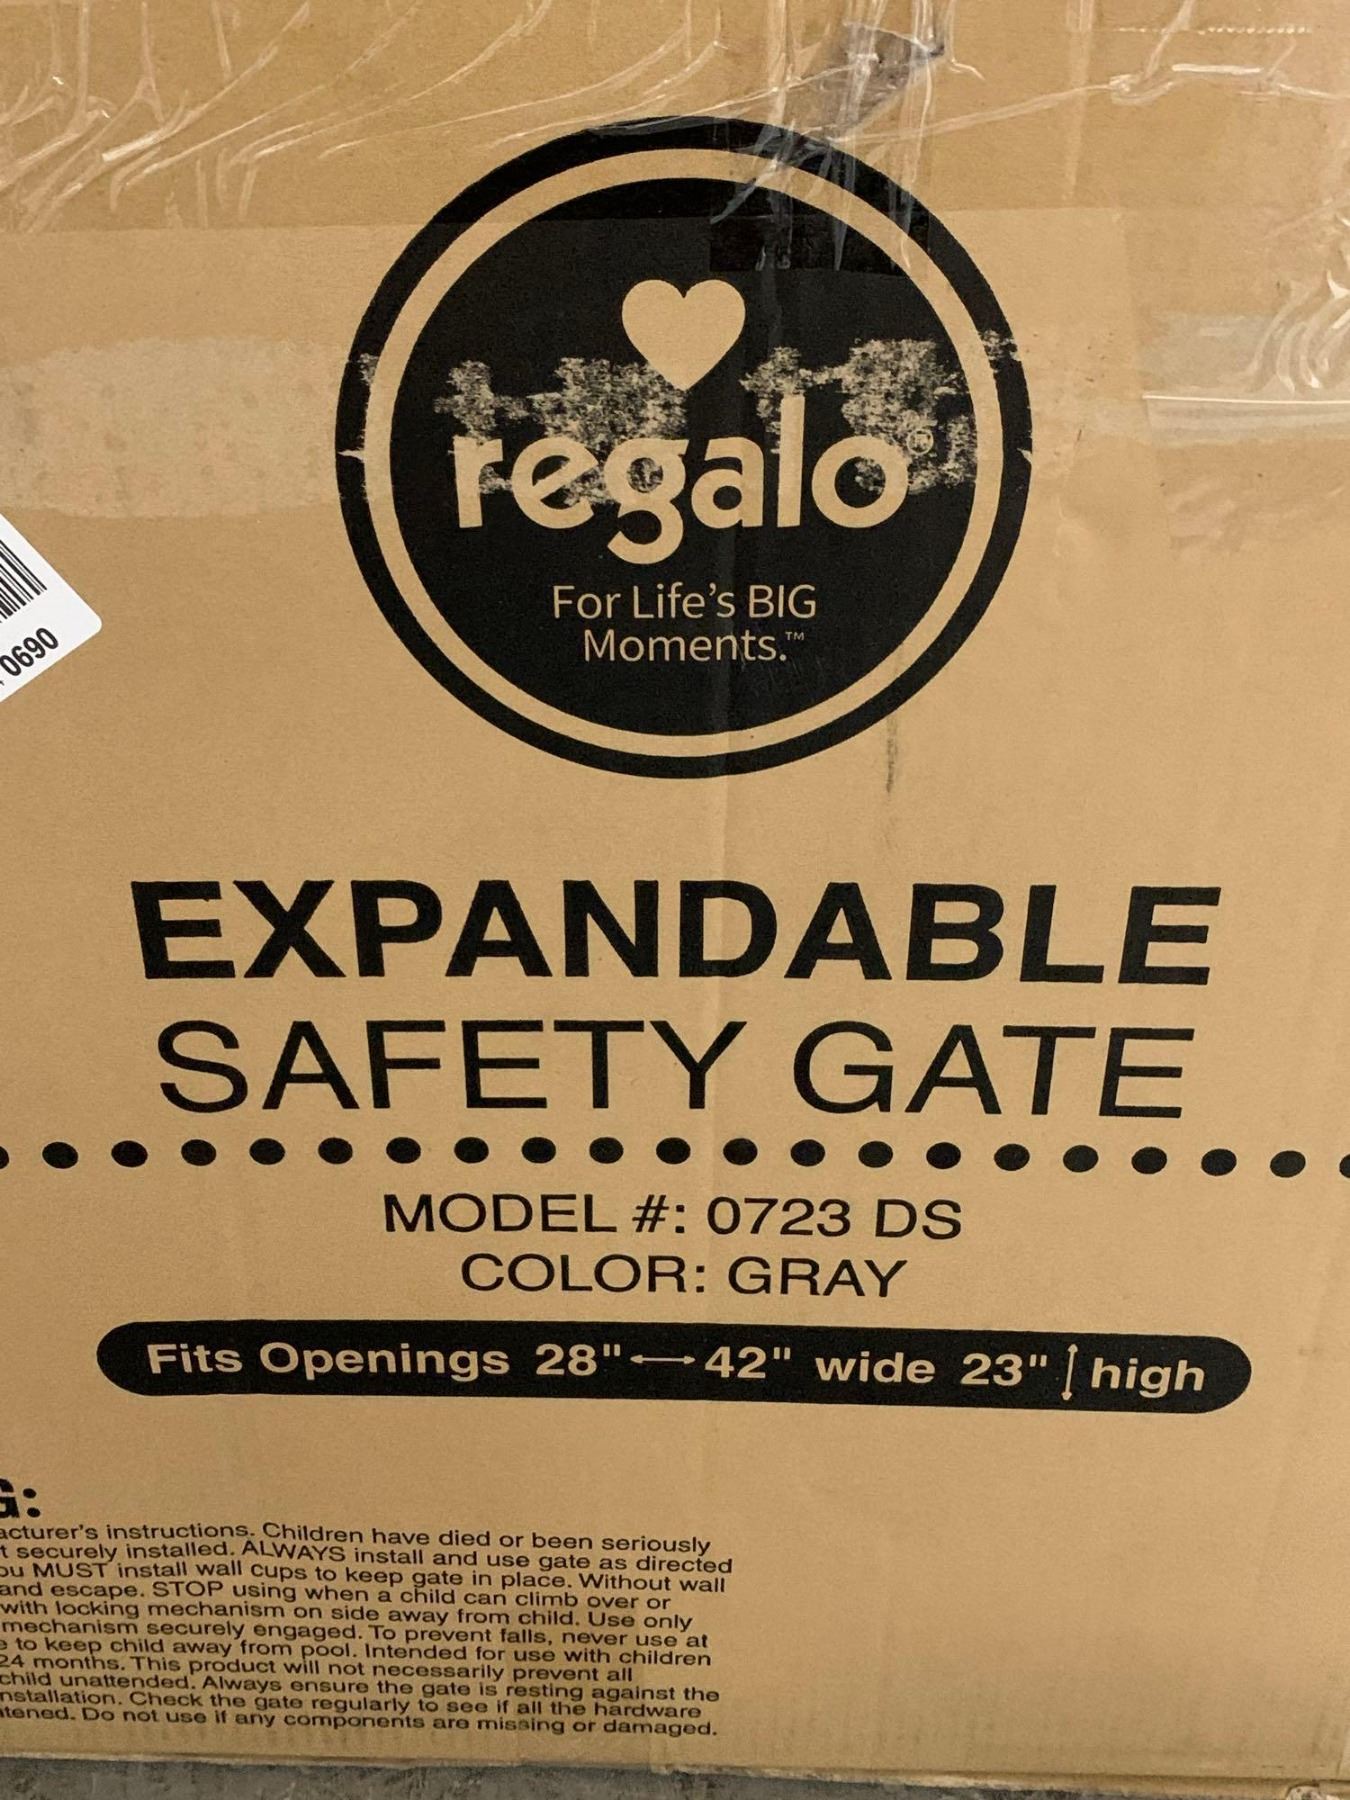 regalo®
For Life's BIG
Moments.™
0690
EXPANDABLE
SAFETY GATE
MODEL #: 0723 DS
COLOR: GRAY
Fits Openings 28"⟷42" wide 23"↕ high
G:
acturer's instructions. Children have died or been seriously
t securely installed. ALWAYS install and use gate as directed
ou MUST install wall cups to keep gate in place. Without wall
and escape. STOP using when a child can climb over or
with locking mechanism on side away from child. Use only
mechanism securely engaged. To prevent falls, never use at
e to keep child away from pool. Intended for use with children
24 months. This product will not necessarily prevent all
child unattended. Always ensure the gate is resting against the
nstallation. Check the gate regularly to see if all the hardware
tened. Do not use if any components are missing or damaged.